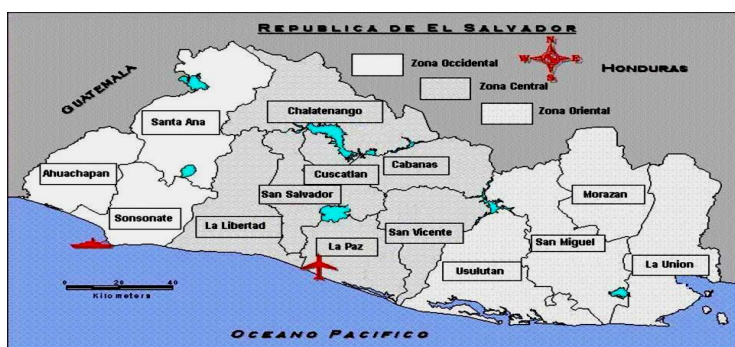 REPUBLICA DE EL SALVADOR
N
W E
S
Zona Occidental
Zona Central
Zona Oriental
GUATEMALA
HONDURAS
Chalatenango
Santa Ana
Ahuachapan
Cuscatlan
Cabanas
San Salvador
Morazan
Sonsonate
La Libertad
San Vicente
La Paz
San Miguel
La Union
Usulutan
0 20 40
Kilometers
OCEANO PACIFICO